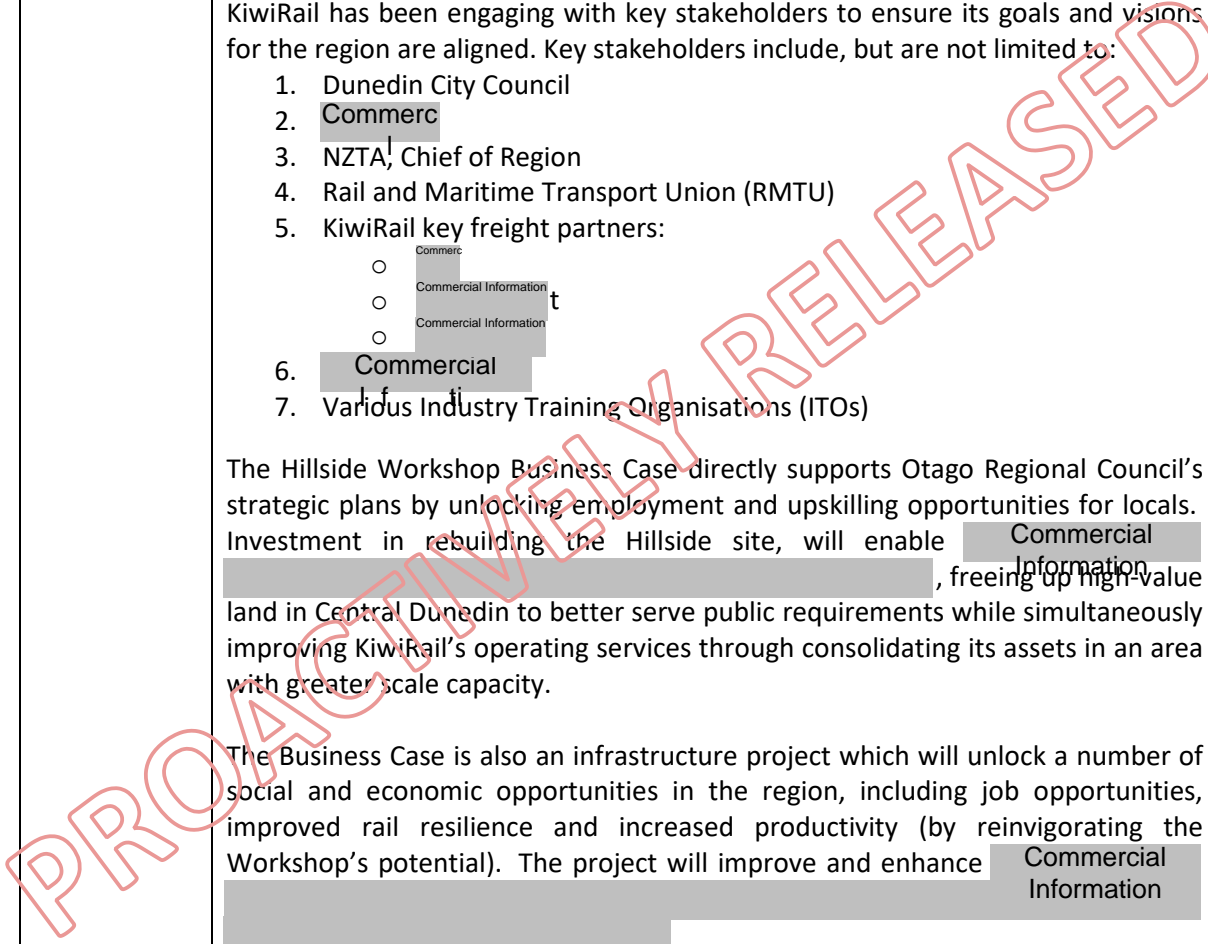 KiwiRail has been engaging with key stakeholders to ensure its goals and visions
for the region are aligned. Key stakeholders include, but are not limited to:
1. Dunedin City Council
2. Commerc
3. NZTA, Chief of Region
4. Rail and Maritime Transport Union (RMTU)
5. KiwiRail key freight partners:
o Commerc
o Commercial Information t
o Commercial Information
6. Commercial
7. Various Industry Training Organisations (ITOs)
The Hillside Workshop Business Case directly supports Otago Regional Council's
strategic plans by unlocking employment and upskilling opportunities for locals.
Investment in rebuilding the Hillside site, will enable Commercial
Information , freeing up high-value
land in Central Dunedin to better serve public requirements while simultaneously
improving KiwiRail's operating services through consolidating its assets in an area
with greater scale capacity.
The Business Case is also an infrastructure project which will unlock a number of
social and economic opportunities in the region, including job opportunities,
improved rail resilience and increased productivity (by reinvigorating the
Workshop's potential). The project will improve and enhance Commercial
Information
PROACTIVELY RELEASED